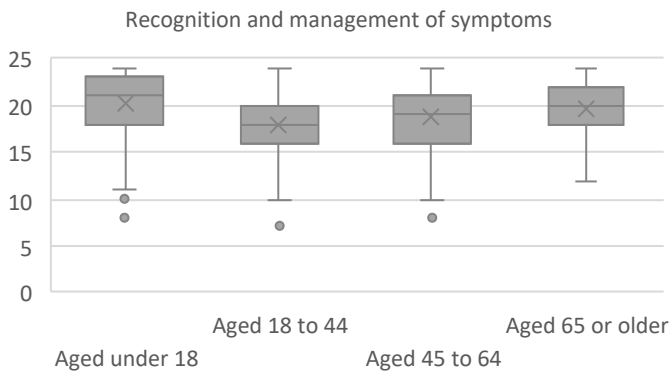 Recognition and management of symptoms
25
20
15
10
5
0
Aged 18 to 44
Aged 65 or older
Aged under 18
Aged 45 to 64